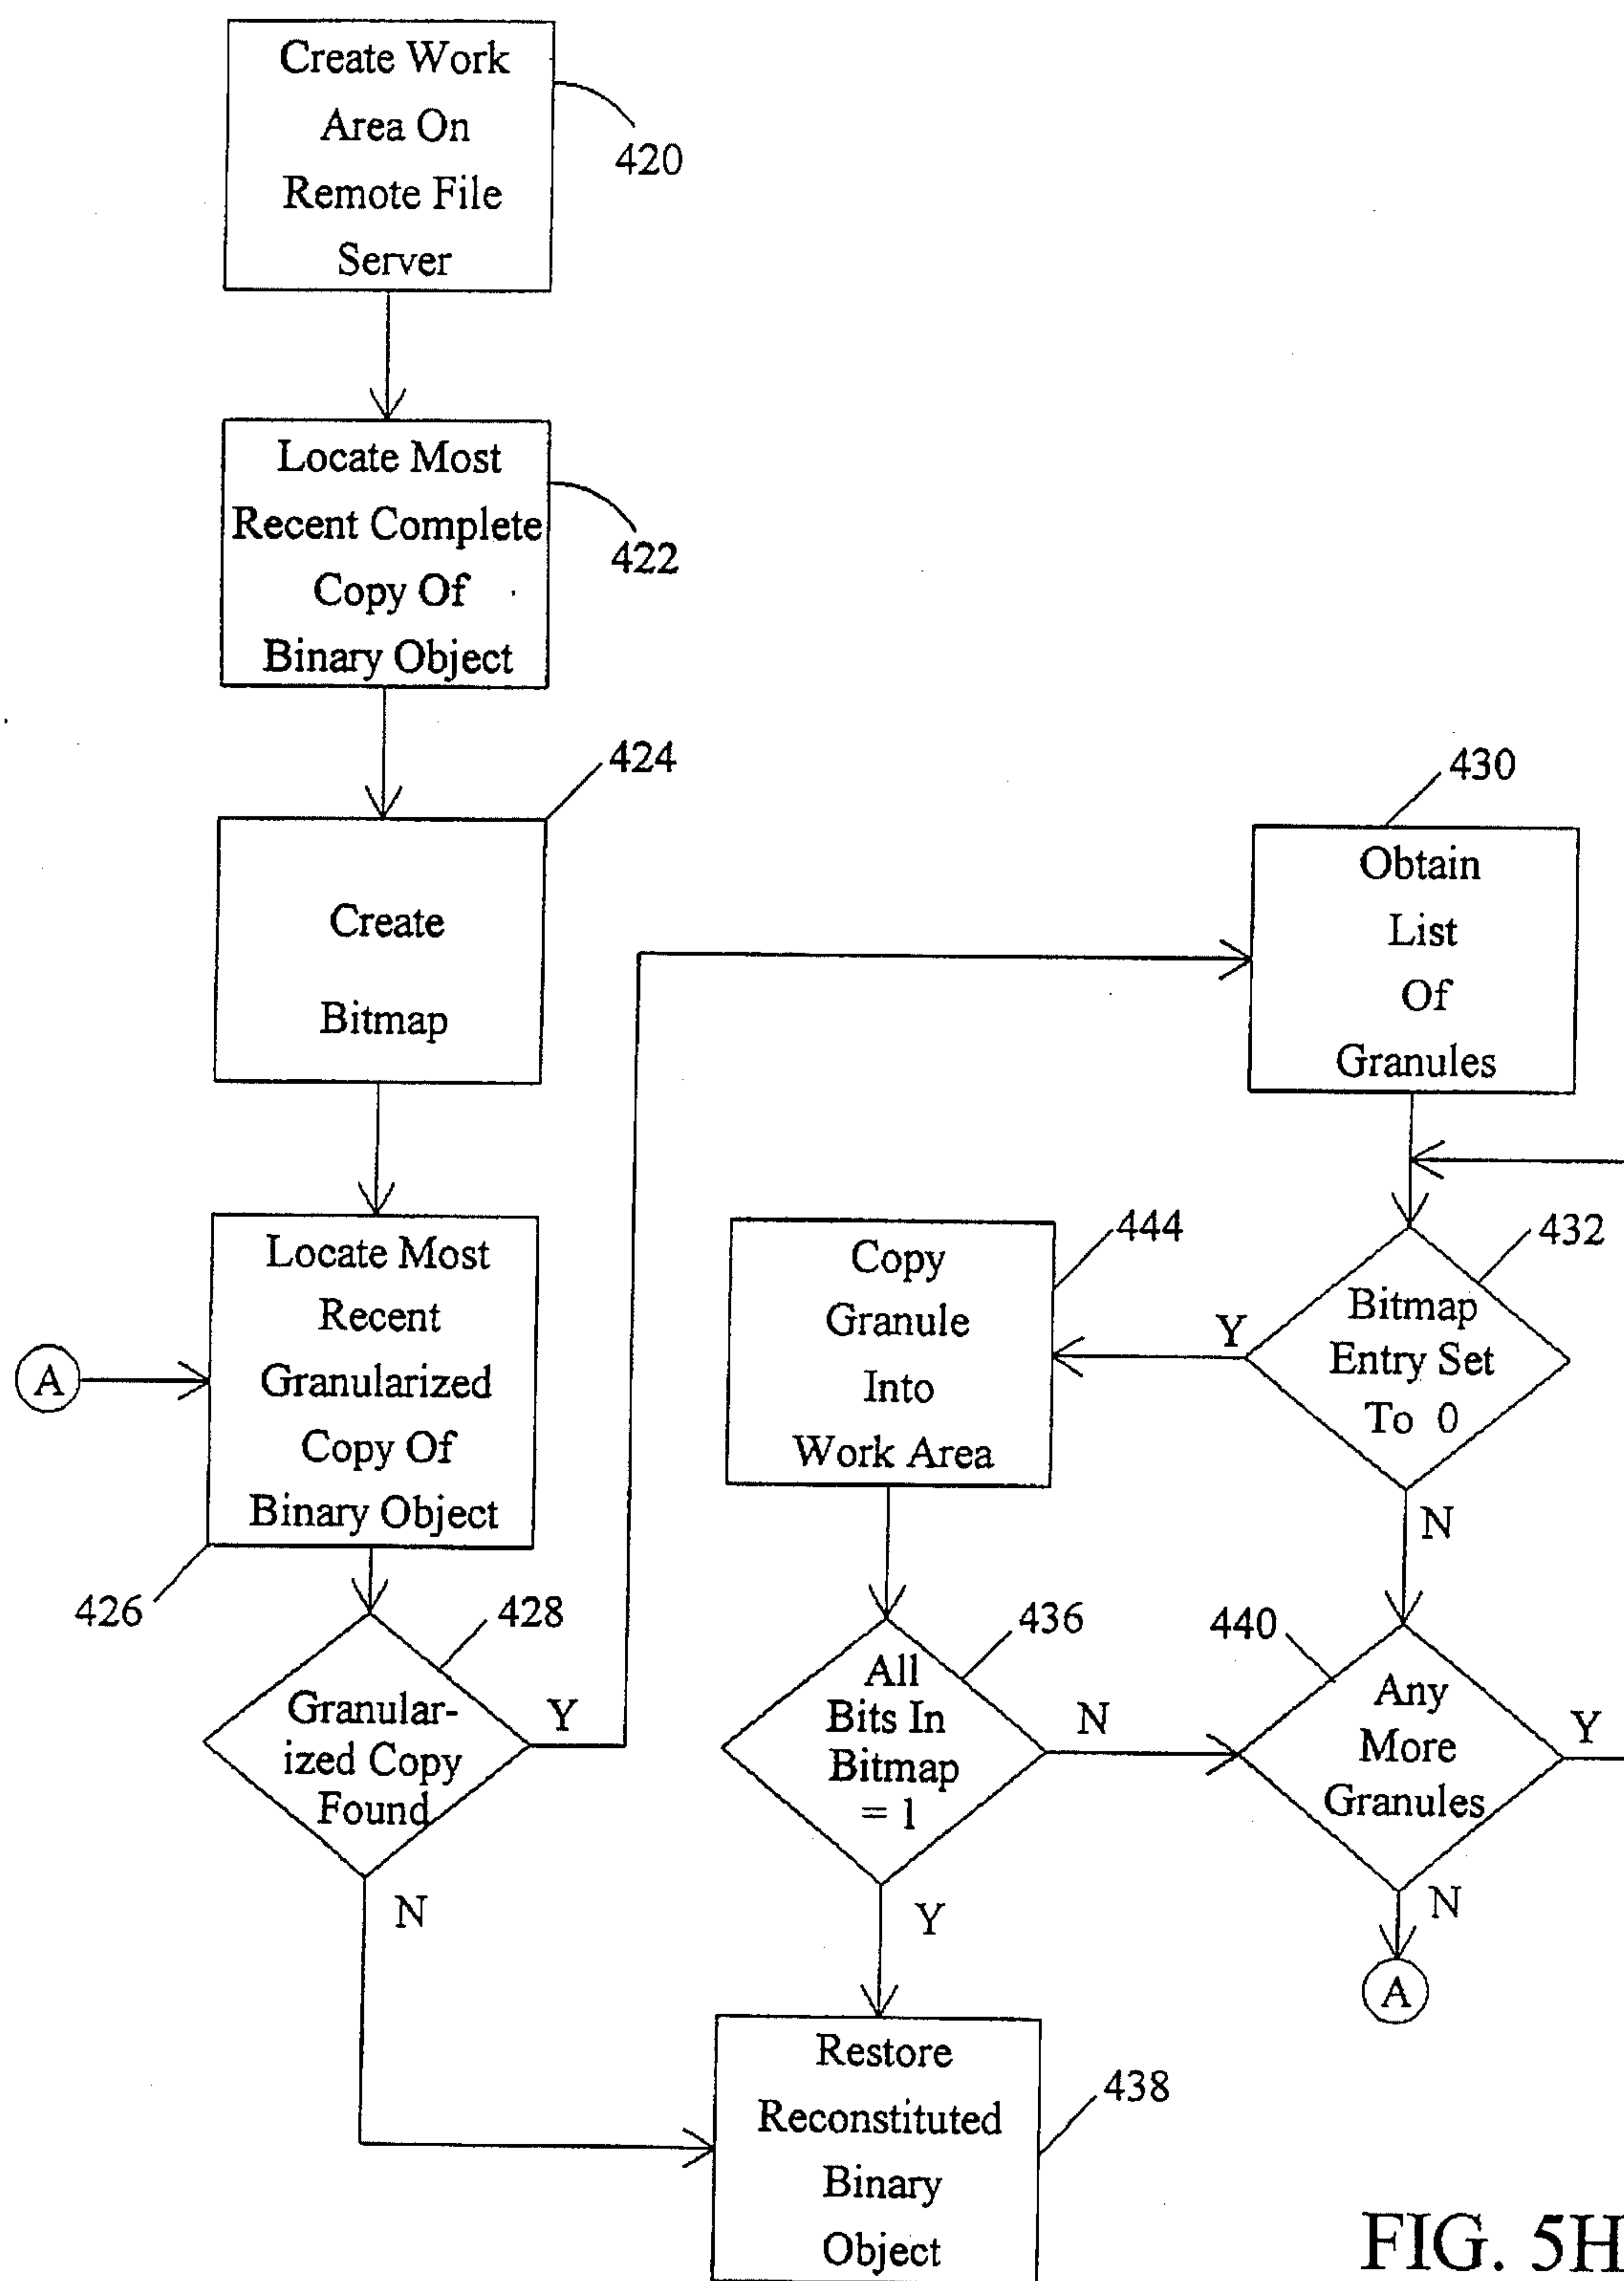 Create Work
Area On
Remote File
Server
420
Locate Most
Recent Complete
Copy Of
Binary Object
422
424
Create
Bitmap
A
Locate Most
Recent
Granularized
Copy Of
Binary Object
426
428
Granular-
ized Copy
Found
Y
N
430
Obtain
List
Of
Granules
432
Bitmap
Entry Set
To 0
Y
N
444
Copy
Granule
Into
Work Area
436
All
Bits In
Bitmap
= 1
N
Y
440
Any
More
Granules
Y
N
A
Restore
Reconstituted
Binary
Object
438
FIG. 5H